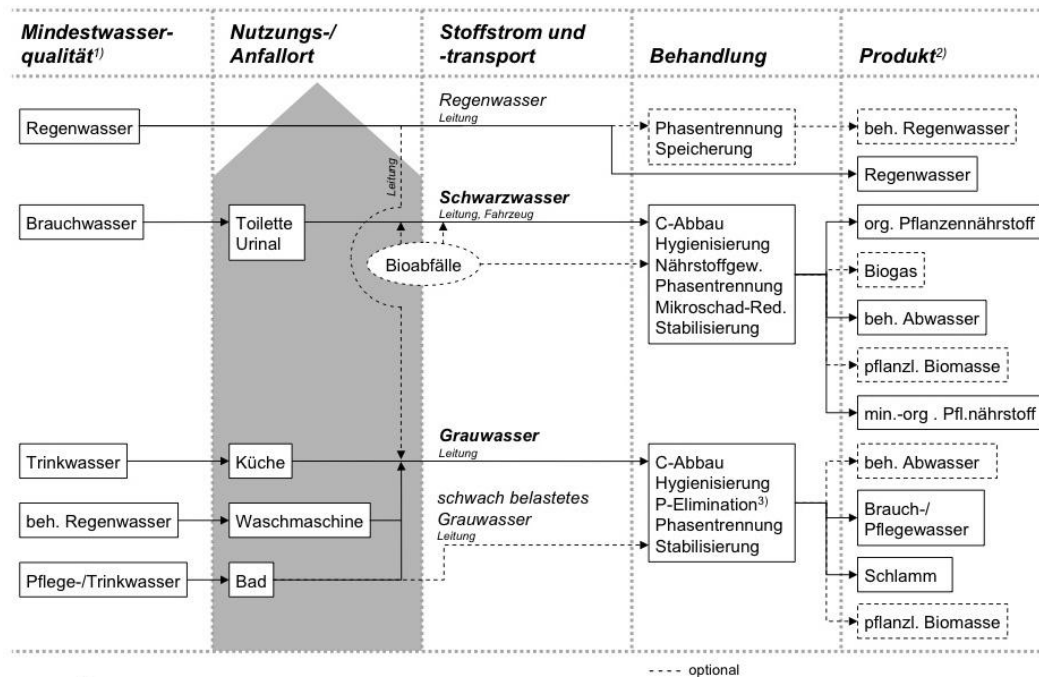 Mindestwasser-
qualität1)
Nutzungs-/
Anfallort
Stoffstrom und
-transport
Behandlung
Produkt2)
Regenwasser
Regenwasser
Leitung
Leitung
Phasentrennung
Speicherung
beh. Regenwasser
Regenwasser
Brauchwasser
Toilette
Urinal
Schwarzwasser
Leitung, Fahrzeug
Bioabfälle
C-Abbau
Hygienisierung
Nährstoffgew.
Phasentrennung
Mikroschad-Red.
Stabilisierung
org. Pflanzennährstoff
Biogas
beh. Abwasser
pflanzl. Biomasse
min.-org . Pfl.nährstoff
Trinkwasser
Küche
Grauwasser
Leitung
beh. Regenwasser
Waschmaschine
schwach belastetes
Grauwasser
Leitung
Pflege-/Trinkwasser
Bad
C-Abbau
Hygienisierung
P-Elimination3)
Phasentrennung
Stabilisierung
beh. Abwasser
Brauch-/
Pflegewasser
Schlamm
pflanzl. Biomasse
---- optional